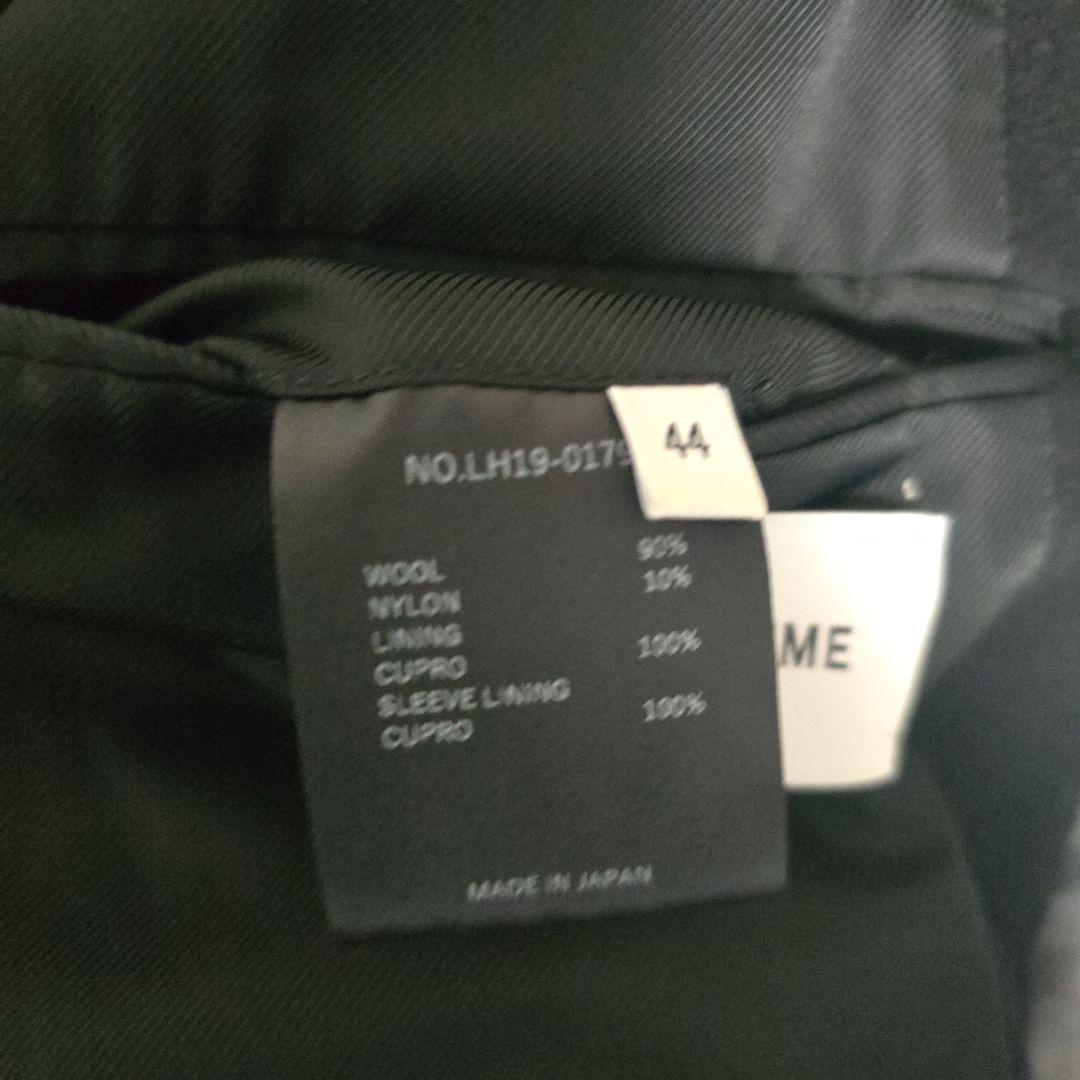 44
NO.LH19-0179
WOOL 90%
NYLON 10%
LINING
CUPRO 100%
SLEEVE LINING
CUPRO 100%
ME
MADE IN JAPAN